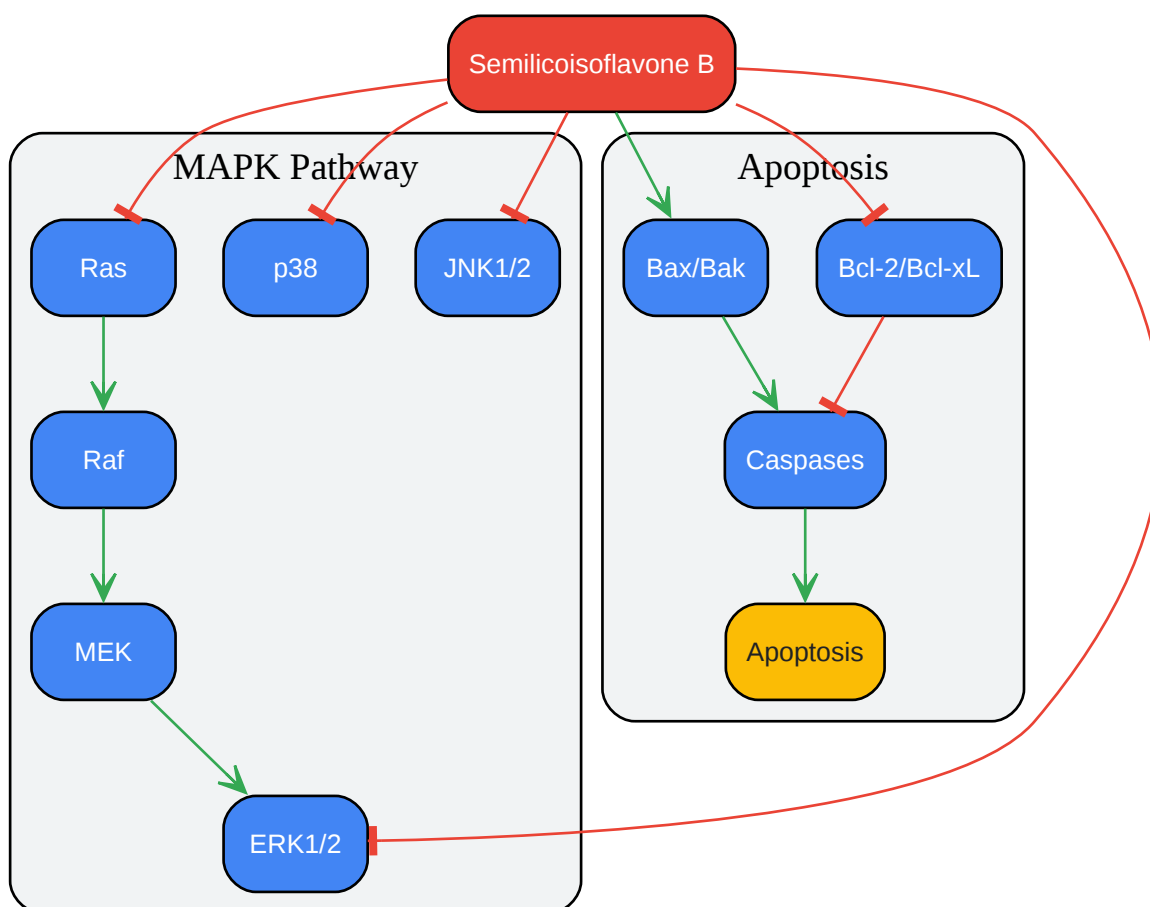 Semilicoisoflavone B
MAPK Pathway
Apoptosis
Ras
p38
JNK1/2
Bax/Bak
Bcl-2/Bcl-xL
Raf
Caspases
MEK
Apoptosis
ERK1/2